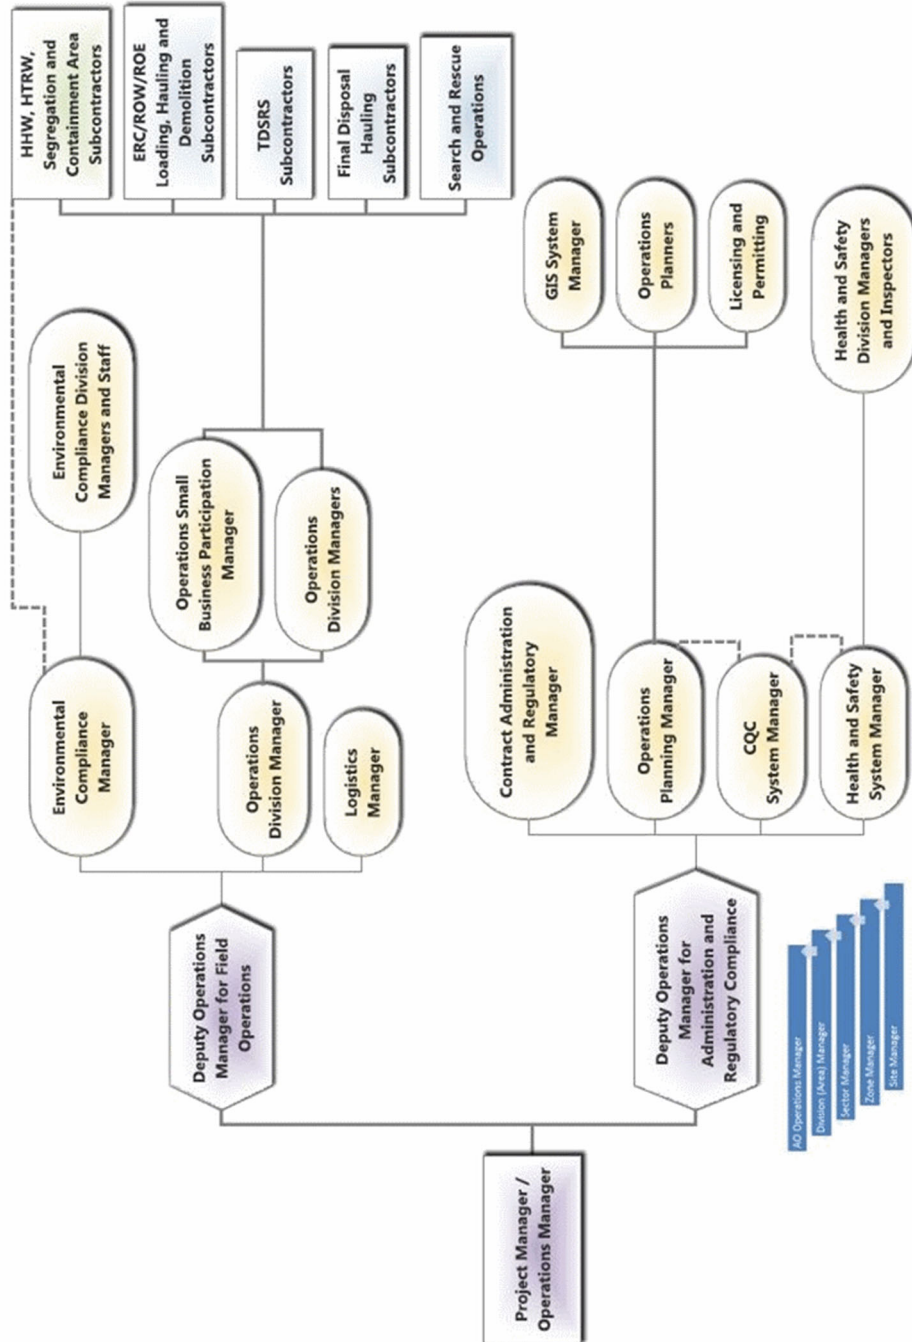 Project Manager /
Operations Manager
Deputy Operations
Manager for Field
Operations
Deputy Operations
Manager for
Administration and
Regulatory Compliance
Environmental
Compliance
Manager
Operations
Division Manager
Logistics
Manager
Contract Administration
and Regulatory
Manager
Operations
Planning Manager
CQC
System Manager
Health and Safety
System Manager
Environmental
Compliance Division
Managers and Staff
Operations Small
Business Participation
Manager
Operations
Division Managers
GIS System
Manager
Operations
Planners
Licensing and
Permitting
Health and Safety
Division Managers
and Inspectors
HHW, HTRW,
Segregation and
Containment Area
Subcontractors
ERC/ROW/ROE
Loading, Hauling and
Demolition
Subcontractors
TDSRS
Subcontractors
Final Disposal
Hauling
Subcontractors
Search and Rescue
Operations
AO Operations Manager
Division (Area) Manager
Sector Manager
Zone Manager
Site Manager